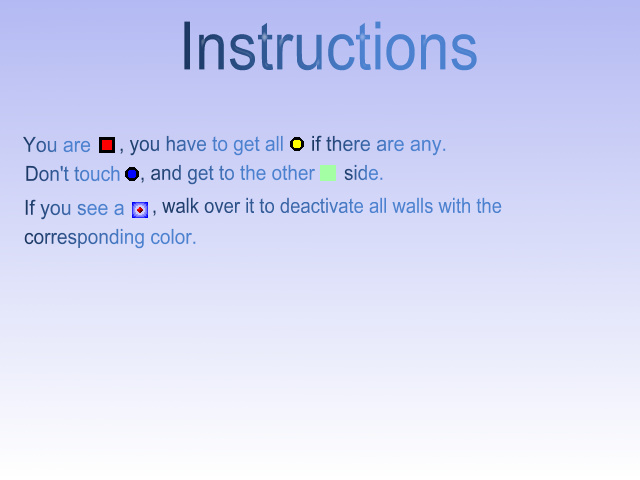 Instructions
You are , you have to get all if there are any.
Don't touch , and get to the other side.
If you see a , walk over it to deactivate all walls with the
corresponding color.